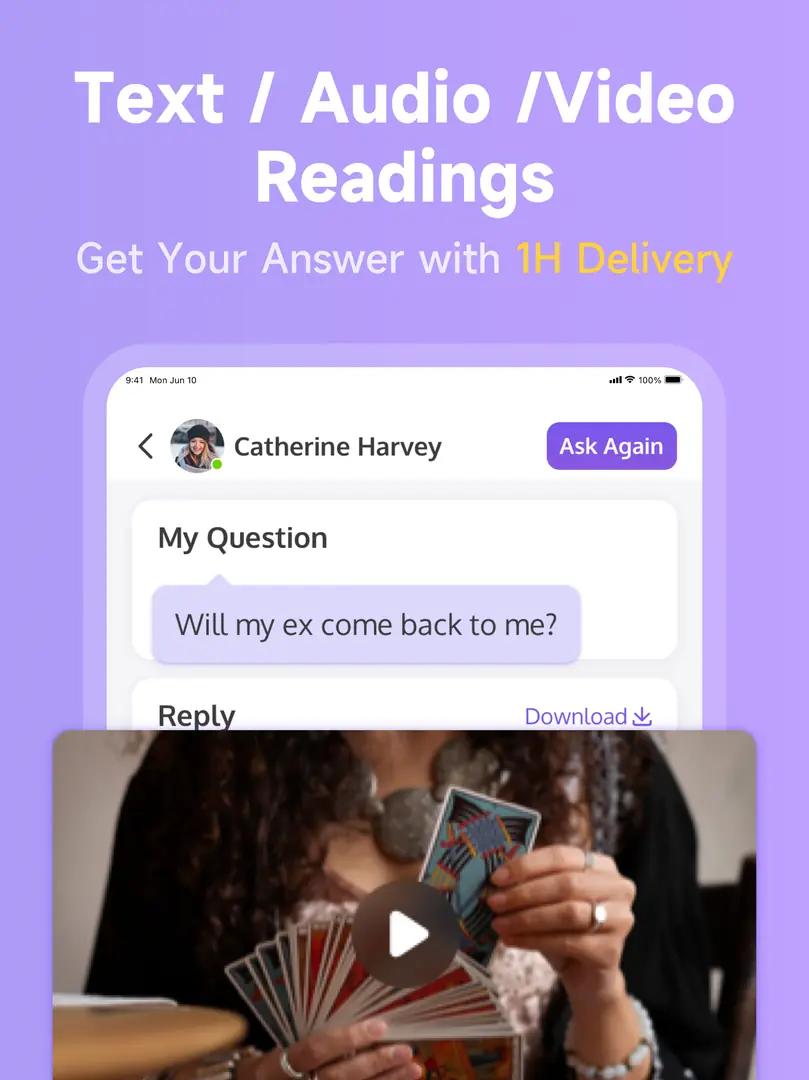 Text / Audio /Video
Readings
Get Your Answer with 1H Delivery
9:41 Mon Jun 10
100%
Catherine Harvey
Ask Again
My Question
Will my ex come back to me?
Reply
Download